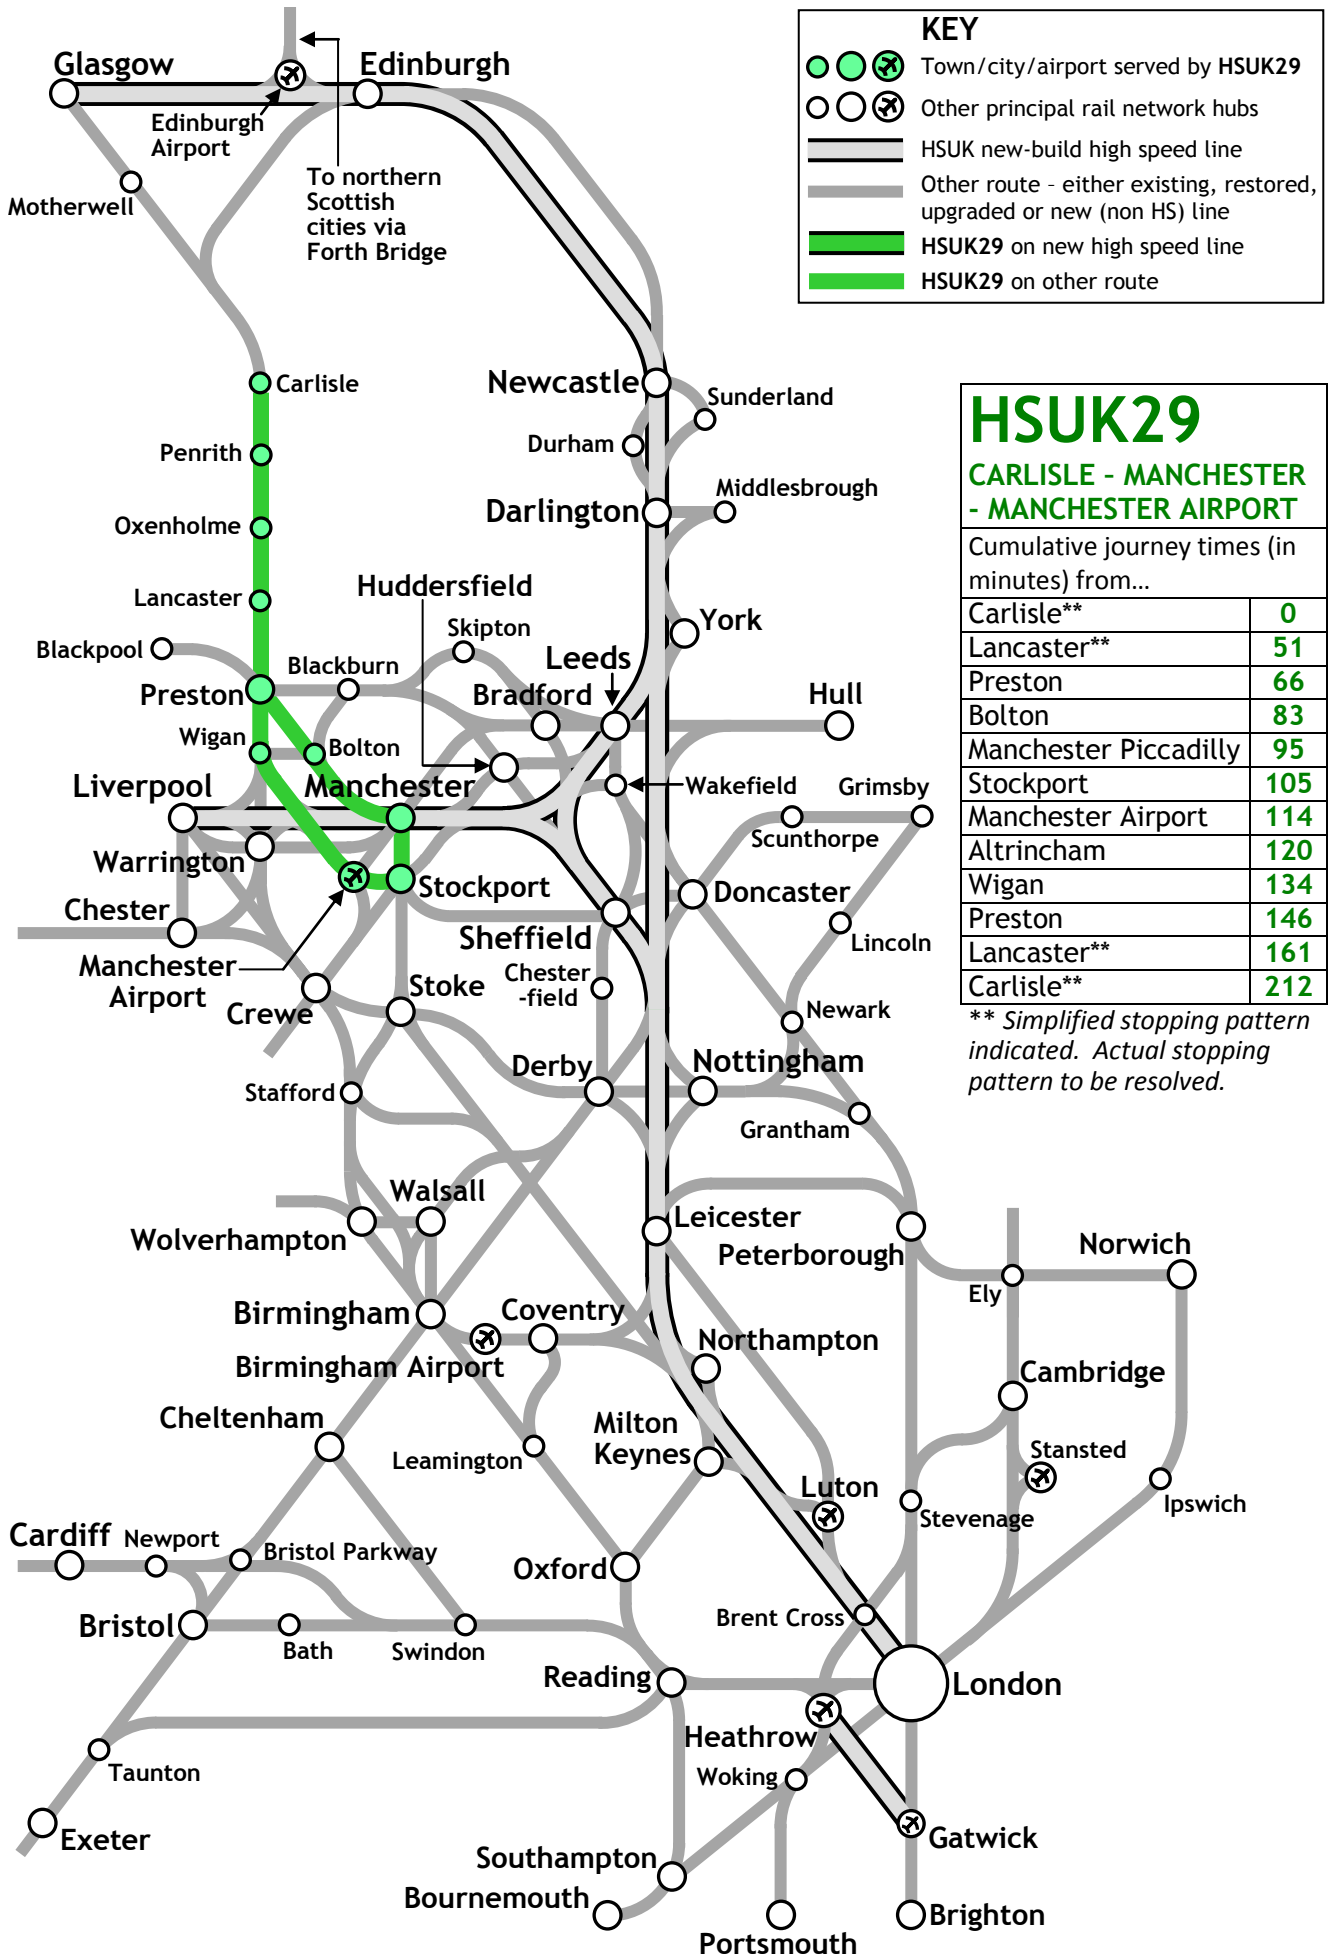 KEY
Town/city/airport served by HSUK29
Other principal rail network hubs
HSUK new-build high speed line
Other route - either existing, restored,
upgraded or new (non HS) line
HSUK29 on new high speed line
HSUK29 on other route
Glasgow
Edinburgh
Edinburgh
Airport
To northern
Scottish
cities via
Forth Bridge
Motherwell
Carlisle
Newcastle
Sunderland
Durham
Penrith
Middlesbrough
Darlington
Oxenholme
Huddersfield
Lancaster
York
Skipton
Blackpool
Leeds
Blackburn
Preston
Bradford
Hull
Wigan
Bolton
Liverpool
Manchester
Wakefield
Grimsby
Scunthorpe
Warrington
Stockport
Doncaster
Chester
Sheffield
Lincoln
Manchester
Airport
Chester
-field
Crewe
Stoke
Newark
Derby
Nottingham
Stafford
Grantham
Walsall
Leicester
Wolverhampton
Peterborough
Norwich
Ely
Birmingham
Coventry
Northampton
Birmingham Airport
Cambridge
Cheltenham
Milton
Keynes
Leamington
Stansted
Luton
Ipswich
Stevenage
Cardiff
Newport
Bristol Parkway
Oxford
Bristol
Bath
Swindon
Brent Cross
Reading
London
Heathrow
Woking
Taunton
Exeter
Gatwick
Southampton
Bournemouth
Brighton
Portsmouth
HSUK29
CARLISLE - MANCHESTER
- MANCHESTER AIRPORT
Cumulative journey times (in
minutes) from…
Carlisle** 0
Lancaster** 51
Preston 66
Bolton 83
Manchester Piccadilly 95
Stockport 105
Manchester Airport 114
Altrincham 120
Wigan 134
Preston 146
Lancaster** 161
Carlisle** 212
** Simplified stopping pattern
indicated. Actual stopping
pattern to be resolved.